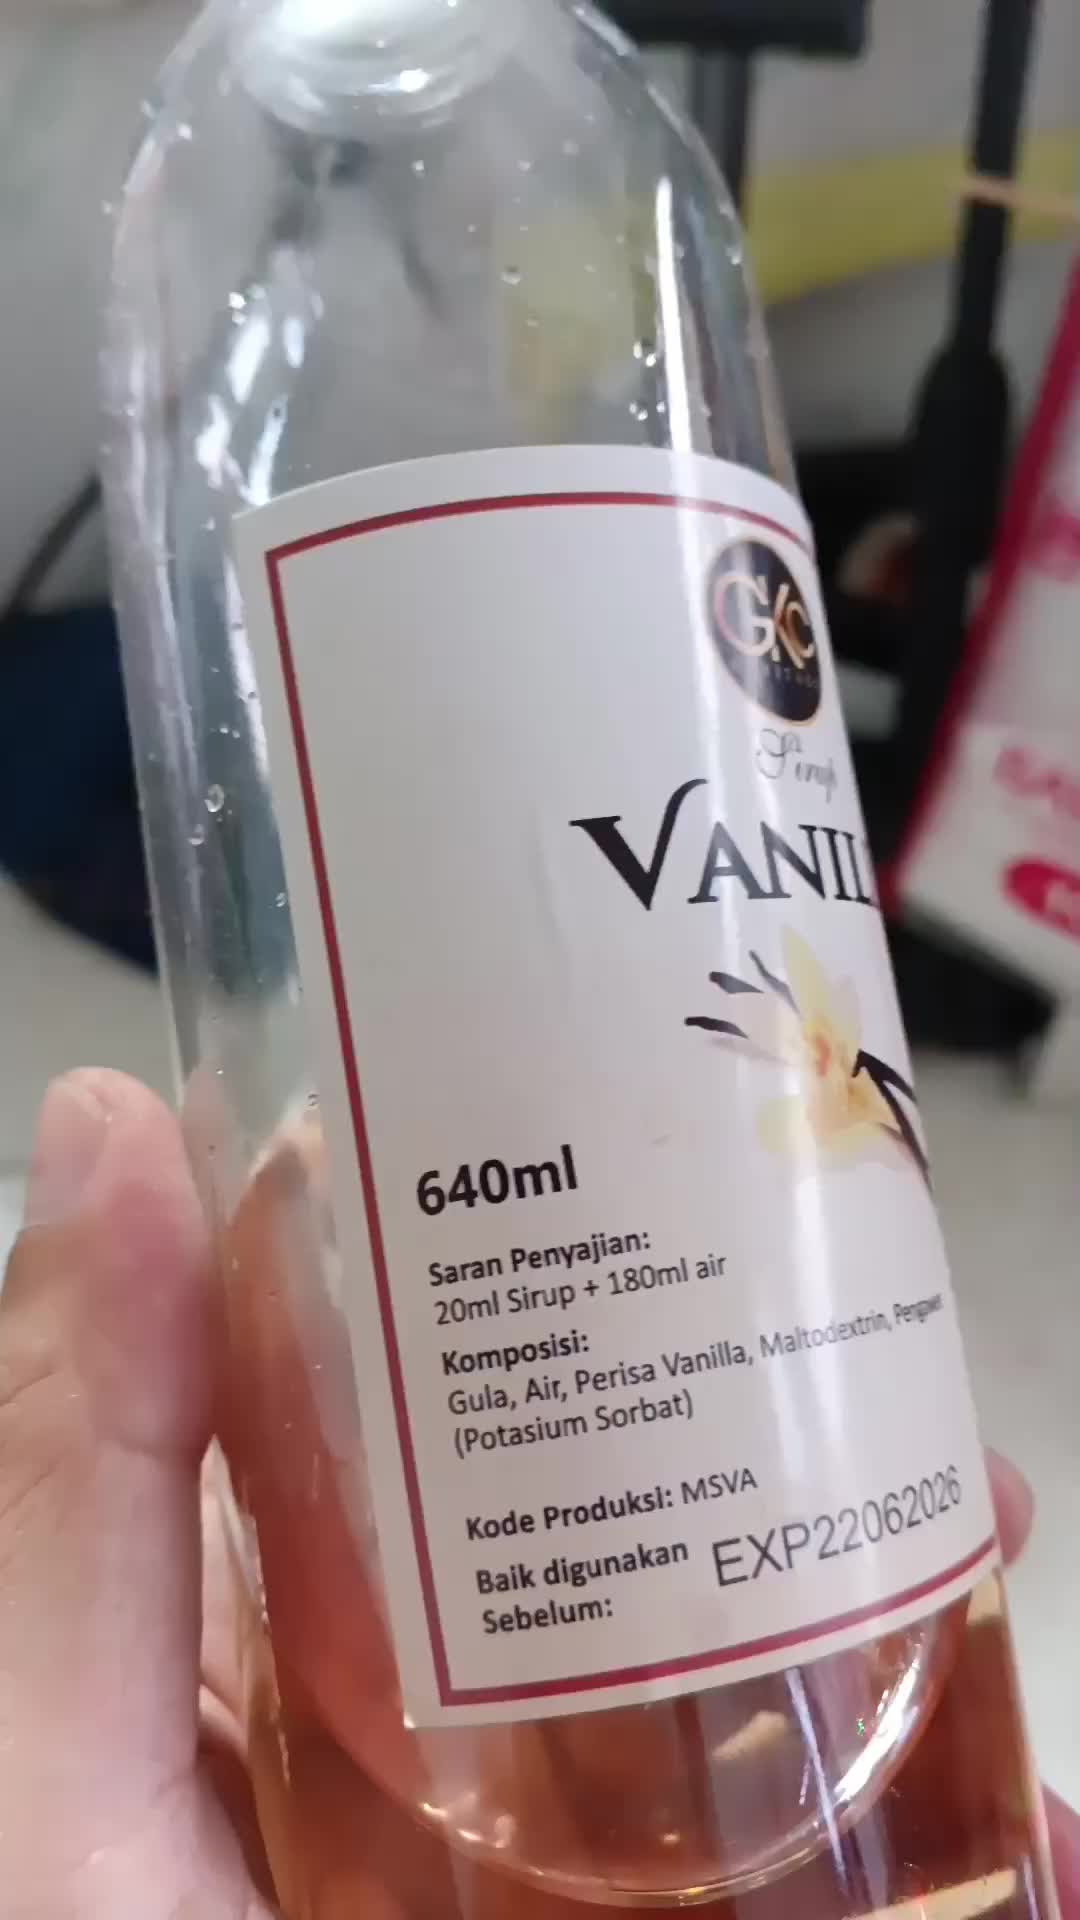 GKC
Sirup
VANIL
640ml
Saran Penyajian:
20ml Sirup + 180ml air
Komposisi:
Gula, Air, Perisa Vanilla, Maltodextrin, Pengawet
(Potasium Sorbat)
Kode Produksi: MSVA
Baik digunakan EXP22062026
Sebelum: